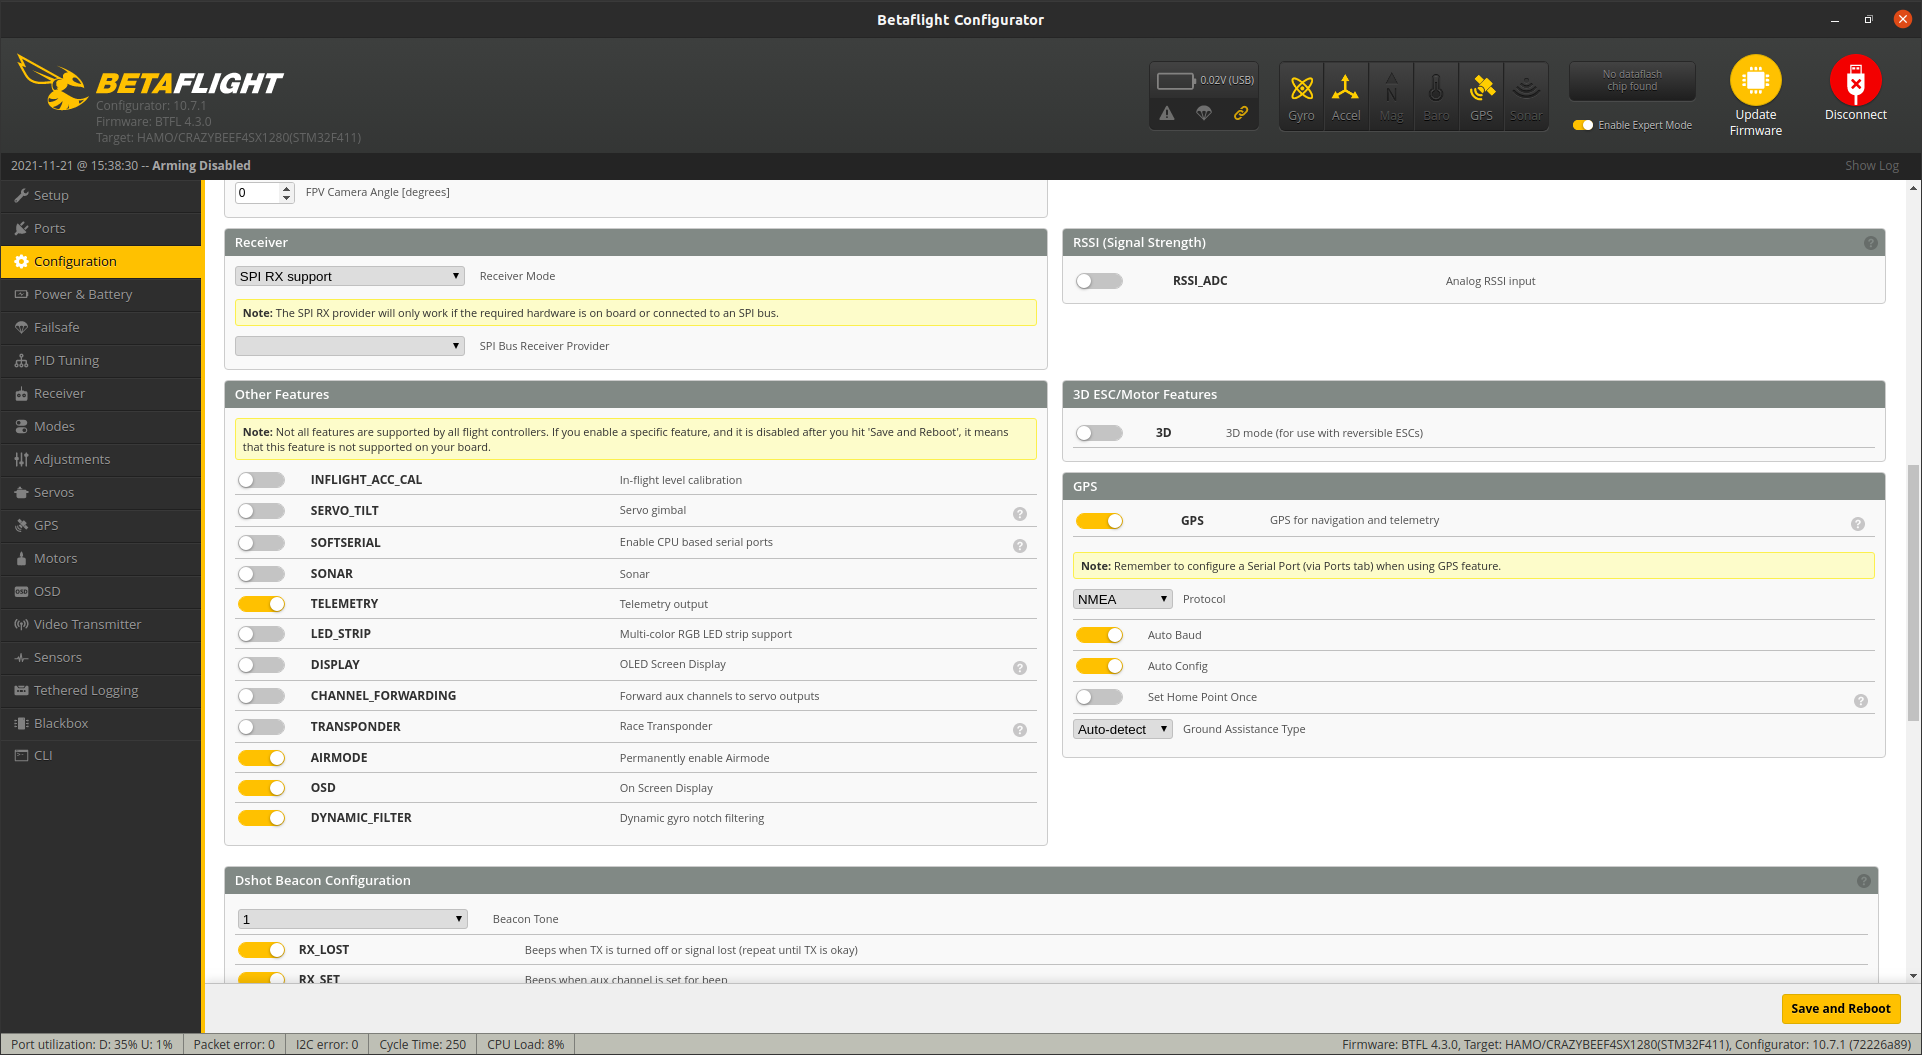 Betaflight Configurator
BETAFLIGHT
Configurator: 10.7.1
Firmware: BTFL 4.3.0
Target: HAMO/CRAZYBEEF4SX1280(STM32F411)
0.02V (USB)
Gyro
Accel
Mag
Baro
GPS
Sonar
No dataflash
chip found
Enable Expert Mode
Update
Firmware
Disconnect
2021-11-21 @ 15:38:30 -- Arming Disabled
Show Log
Setup
Ports
Configuration
Power & Battery
Failsafe
PID Tuning
Receiver
Modes
Adjustments
Servos
GPS
Motors
OSD
Video Transmitter
Sensors
Tethered Logging
Blackbox
CLI
0 FPV Camera Angle [degrees]
Receiver
SPI RX support Receiver Mode
Note: The SPI RX provider will only work if the required hardware is on board or connected to an SPI bus.
SPI Bus Receiver Provider
RSSI (Signal Strength)
RSSI_ADC Analog RSSI input
Other Features
Note: Not all features are supported by all flight controllers. If you enable a specific feature, and it is disabled after you hit 'Save and Reboot', it means
that this feature is not supported on your board.
INFLIGHT_ACC_CAL In-flight level calibration
SERVO_TILT Servo gimbal
SOFTSERIAL Enable CPU based serial ports
SONAR Sonar
TELEMETRY Telemetry output
LED_STRIP Multi-color RGB LED strip support
DISPLAY OLED Screen Display
CHANNEL_FORWARDING Forward aux channels to servo outputs
TRANSPONDER Race Transponder
AIRMODE Permanently enable Airmode
OSD On Screen Display
DYNAMIC_FILTER Dynamic gyro notch filtering
3D ESC/Motor Features
3D 3D mode (for use with reversible ESCs)
GPS
GPS GPS for navigation and telemetry
Note: Remember to configure a Serial Port (via Ports tab) when using GPS feature.
NMEA Protocol
Auto Baud
Auto Config
Set Home Point Once
Auto-detect Ground Assistance Type
Dshot Beacon Configuration
1 Beacon Tone
RX_LOST Beeps when TX is turned off or signal lost (repeat until TX is okay)
RX_SET Beeps when aux channel is set for beep
Save and Reboot
Port utilization: D: 35% U: 1% Packet error: 0 I2C error: 0 Cycle Time: 250 CPU Load: 8%
Firmware: BTFL 4.3.0, Target: HAMO/CRAZYBEEF4SX1280(STM32F411), Configurator: 10.7.1 (72226a89)